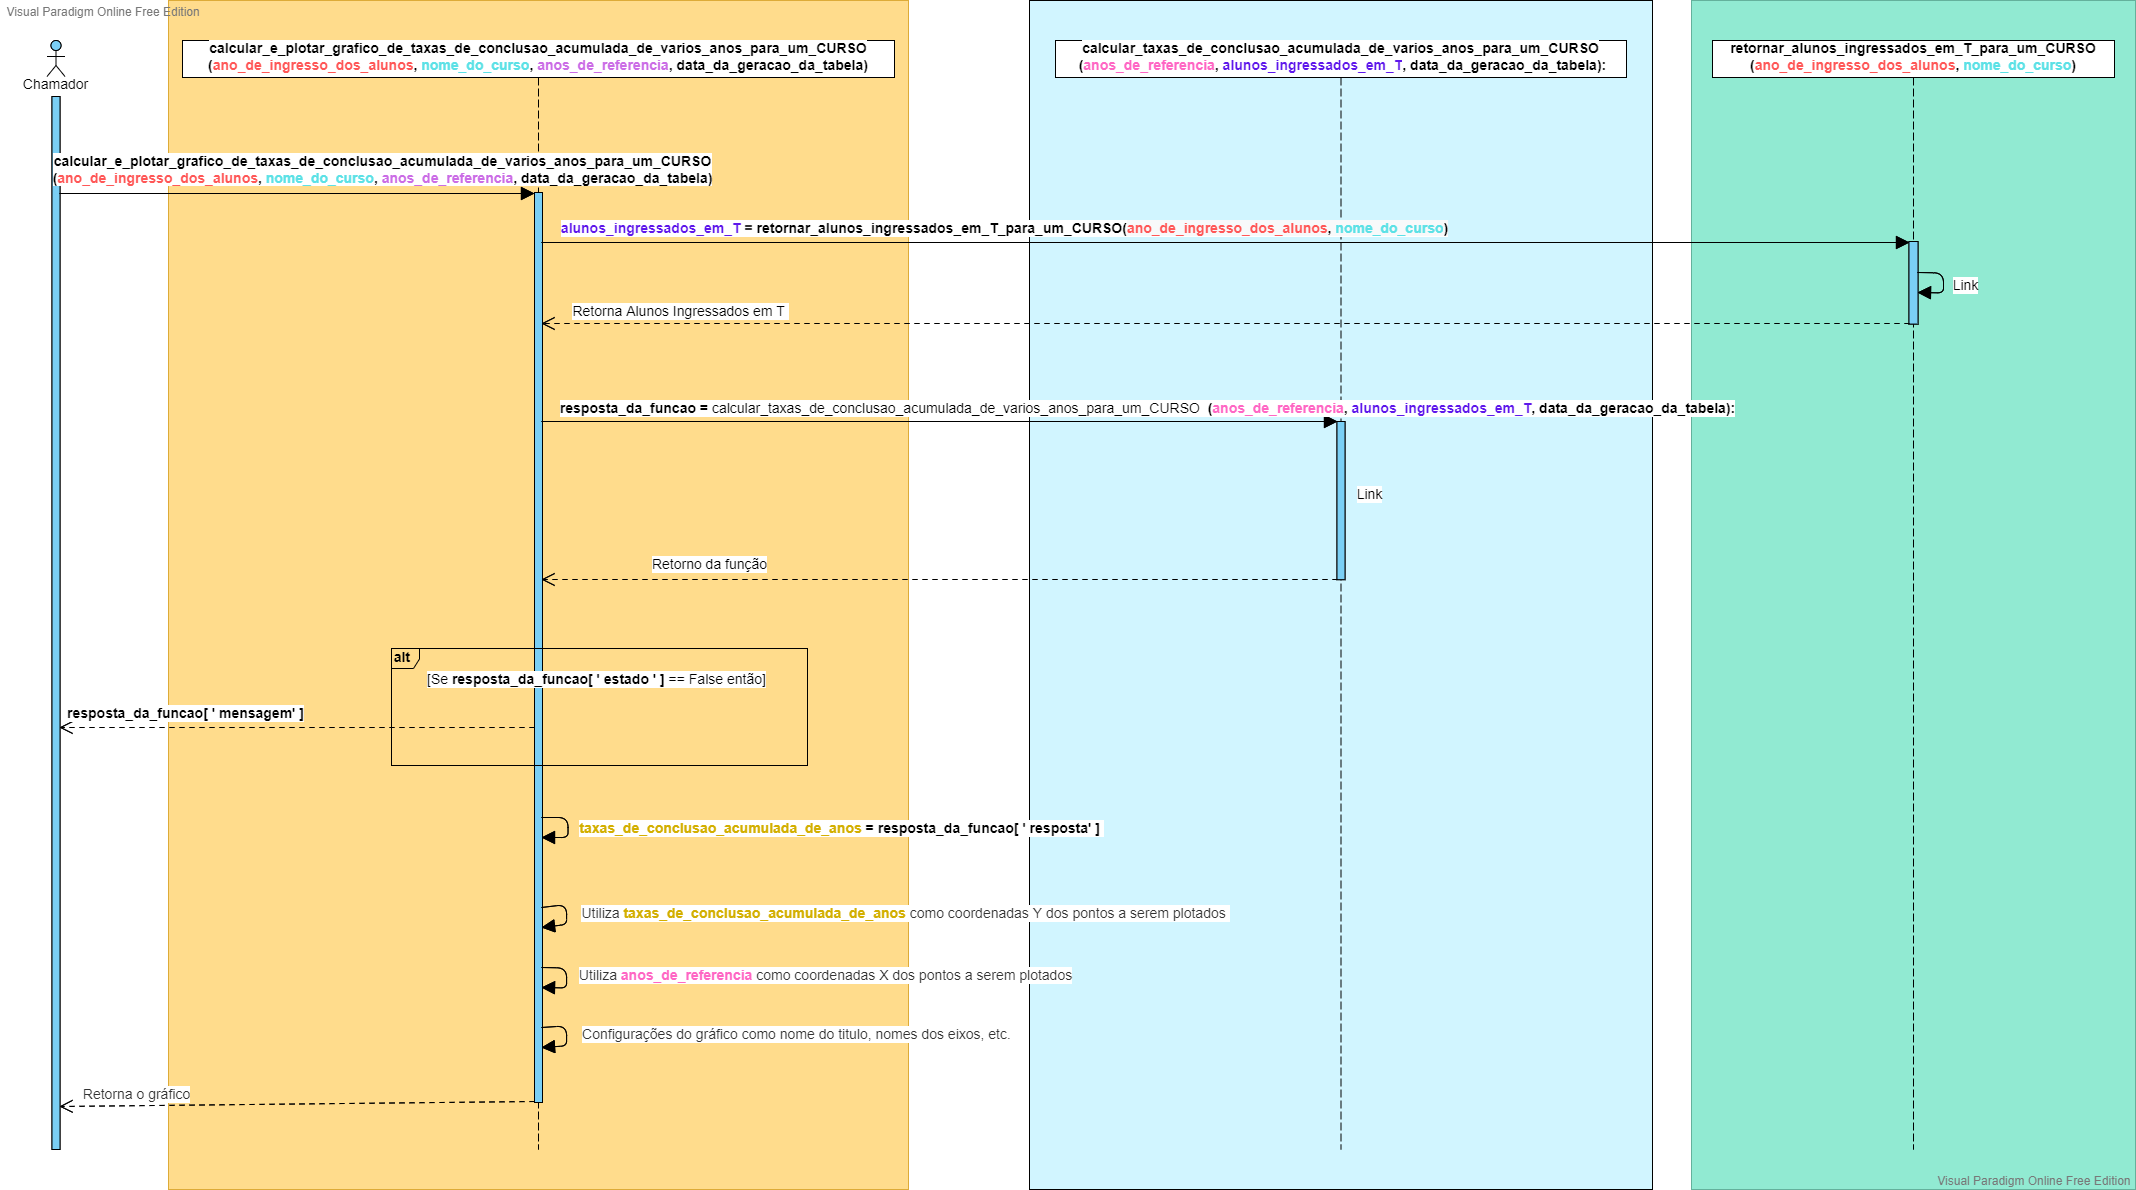 Visual Paradigm Online Free Edition
Chamador
calcular_e_plotar_grafico_de_taxas_de_conclusao_acumulada_de_varios_anos_para_um_CURSO
(ano_de_ingresso_dos_alunos, nome_do_curso, anos_de_referencia, data_da_geracao_da_tabela)
calcular_taxas_de_conclusao_acumulada_de_varios_anos_para_um_CURSO
(anos_de_referencia, alunos_ingressados_em_T, data_da_geracao_da_tabela):
retornar_alunos_ingressados_em_T_para_um_CURSO
(ano_de_ingresso_dos_alunos, nome_do_curso)
calcular_e_plotar_grafico_de_taxas_de_conclusao_acumulada_de_varios_anos_para_um_CURSO
(ano_de_ingresso_dos_alunos, nome_do_curso, anos_de_referencia, data_da_geracao_da_tabela)
alunos_ingressados_em_T = retornar_alunos_ingressados_em_T_para_um_CURSO(ano_de_ingresso_dos_alunos, nome_do_curso)
Link
Retorna Alunos Ingressados em T
resposta_da_funcao = calcular_taxas_de_conclusao_acumulada_de_varios_anos_para_um_CURSO (anos_de_referencia, alunos_ingressados_em_T, data_da_geracao_da_tabela):
Link
Retorno da função
alt
[Se resposta_da_funcao[ ' estado ' ] == False então]
resposta_da_funcao[ ' mensagem' ]
taxas_de_conclusao_acumulada_de_anos = resposta_da_funcao[ ' resposta' ]
Utiliza taxas_de_conclusao_acumulada_de_anos como coordenadas Y dos pontos a serem plotados
Utiliza anos_de_referencia como coordenadas X dos pontos a serem plotados
Configurações do gráfico como nome do titulo, nomes dos eixos, etc.
Retorna o gráfico
Visual Paradigm Online Free Edition